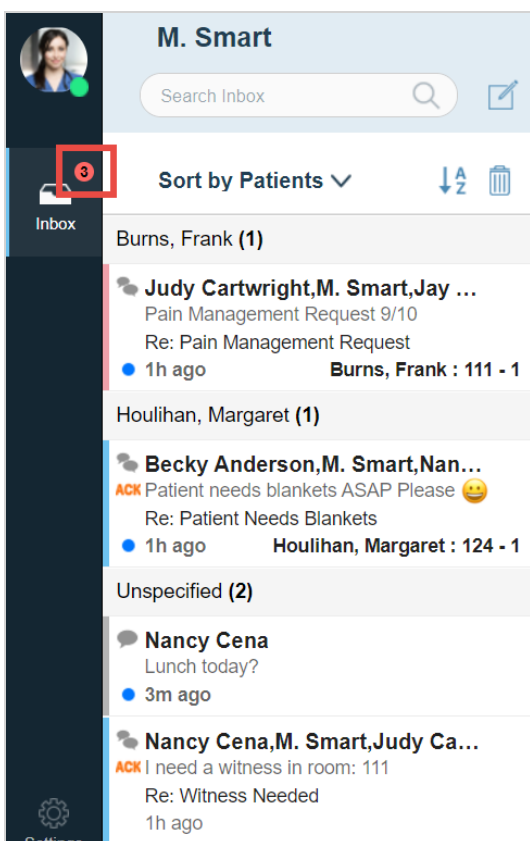 M. Smart
Search Inbox
3
Inbox
Sort by Patients
A
Z
Burns, Frank (1)
Judy Cartwright,M. Smart,Jay ...
Pain Management Request 9/10
Re: Pain Management Request
1h ago Burns, Frank : 111 - 1
Houlihan, Margaret (1)
Becky Anderson,M. Smart,Nan...
ACK Patient needs blankets ASAP Please 😀
Re: Patient Needs Blankets
1h ago Houlihan, Margaret : 124 - 1
Unspecified (2)
Nancy Cena
Lunch today?
3m ago
Nancy Cena,M. Smart,Judy Ca...
ACK I need a witness in room: 111
Re: Witness Needed
1h ago
Settings